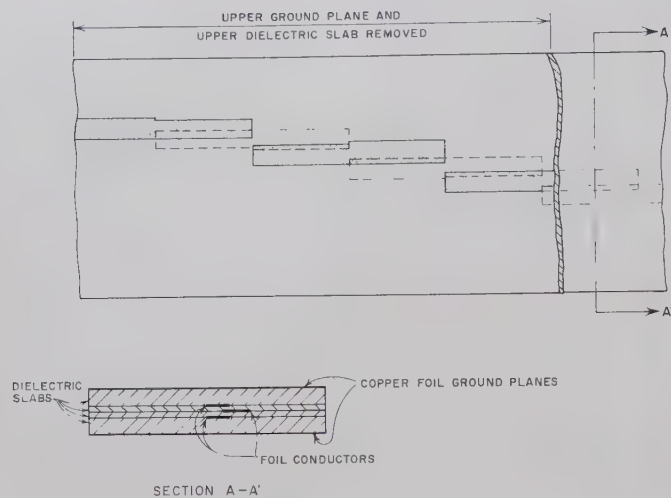 UPPER GROUND PLANE AND
UPPER DIELECTRIC SLAB REMOVED
A
A'
DIELECTRIC
SLABS
COPPER FOIL GROUND PLANES
FOIL CONDUCTORS
SECTION A-A'